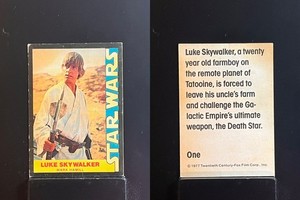 STAR WARS
LUKE SKYWALKER
MARK HAMILL
Luke Skywalker, a twenty
year old farmboy on
the remote planet of
Tatooine, is forced to
leave his uncle's farm
and challenge the Ga-
lactic Empire's ultimate
weapon, the Death Star.
One
© 1977 Twentieth Century-Fox Film Corp.